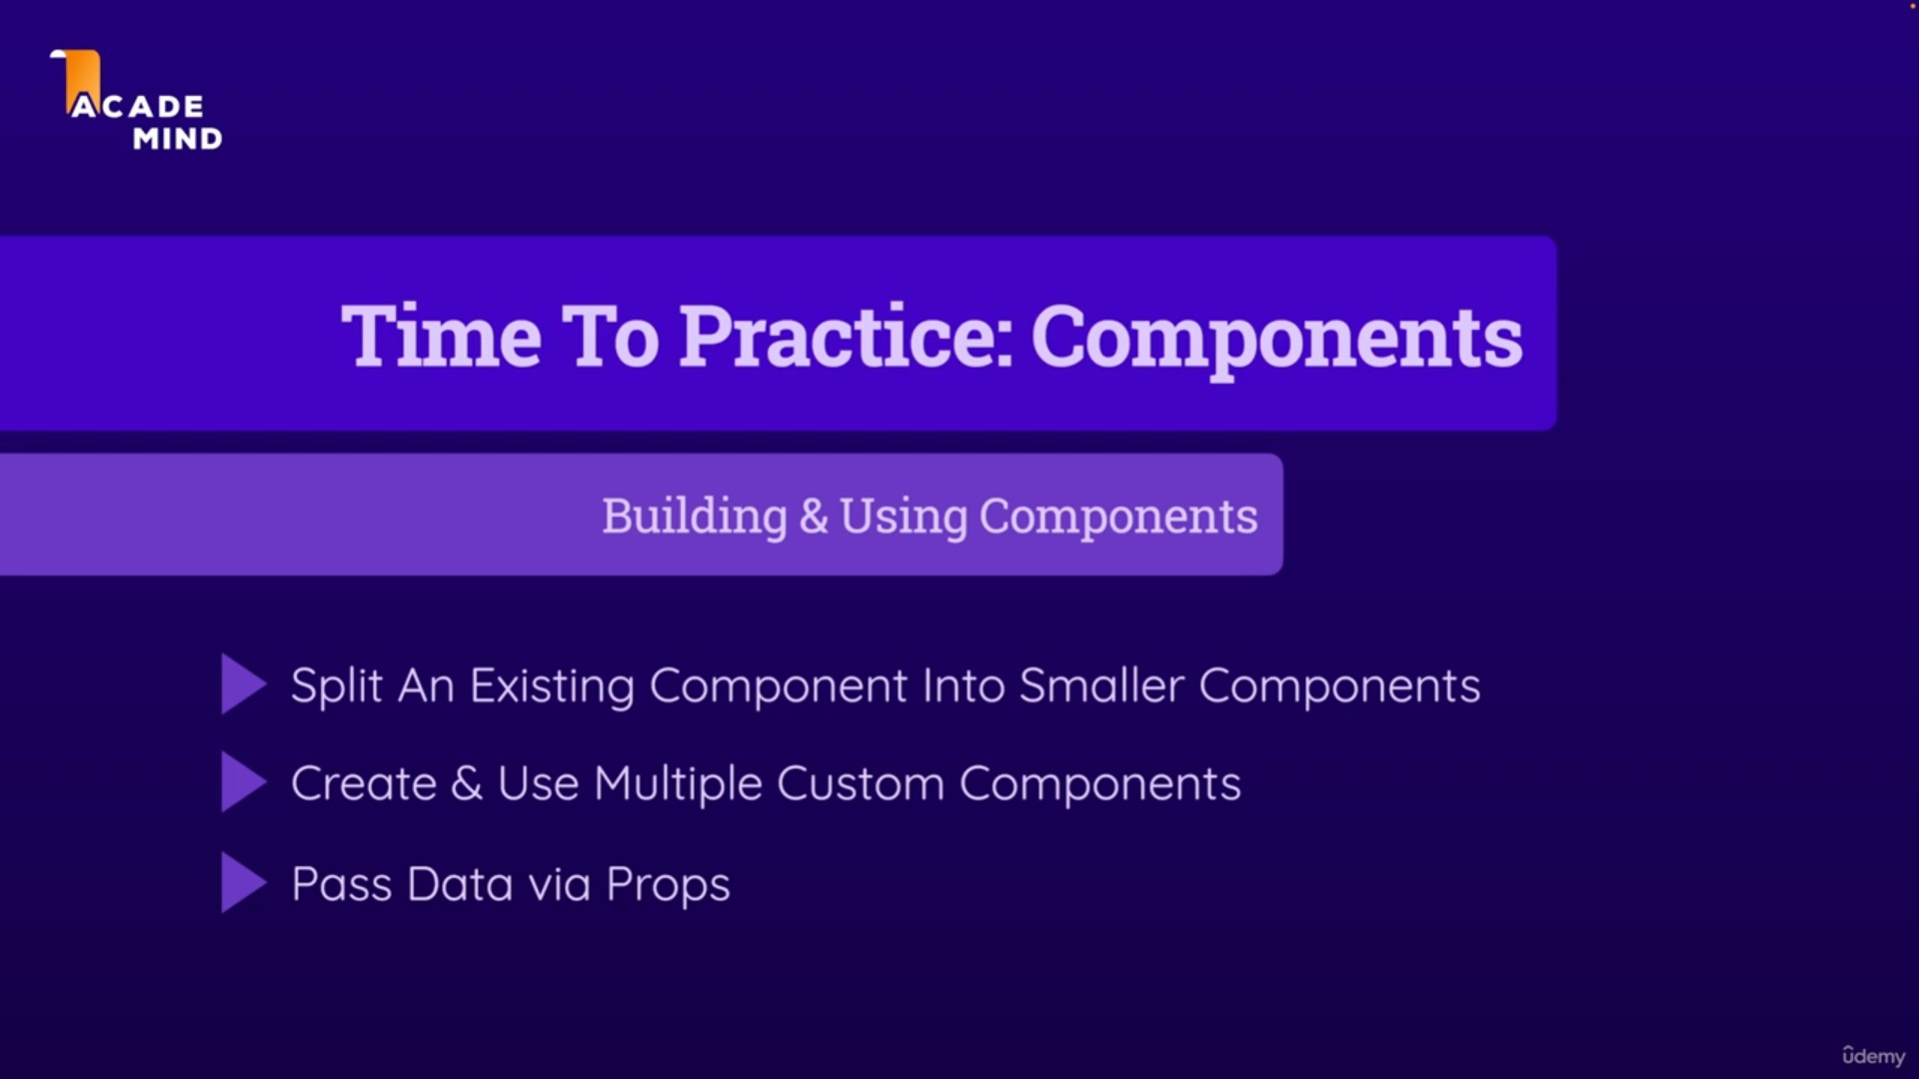 ACADE
MIND
Time To Practice: Components
Building & Using Components
Split An Existing Component Into Smaller Components
Create & Use Multiple Custom Components
Pass Data via Props
ûdemy